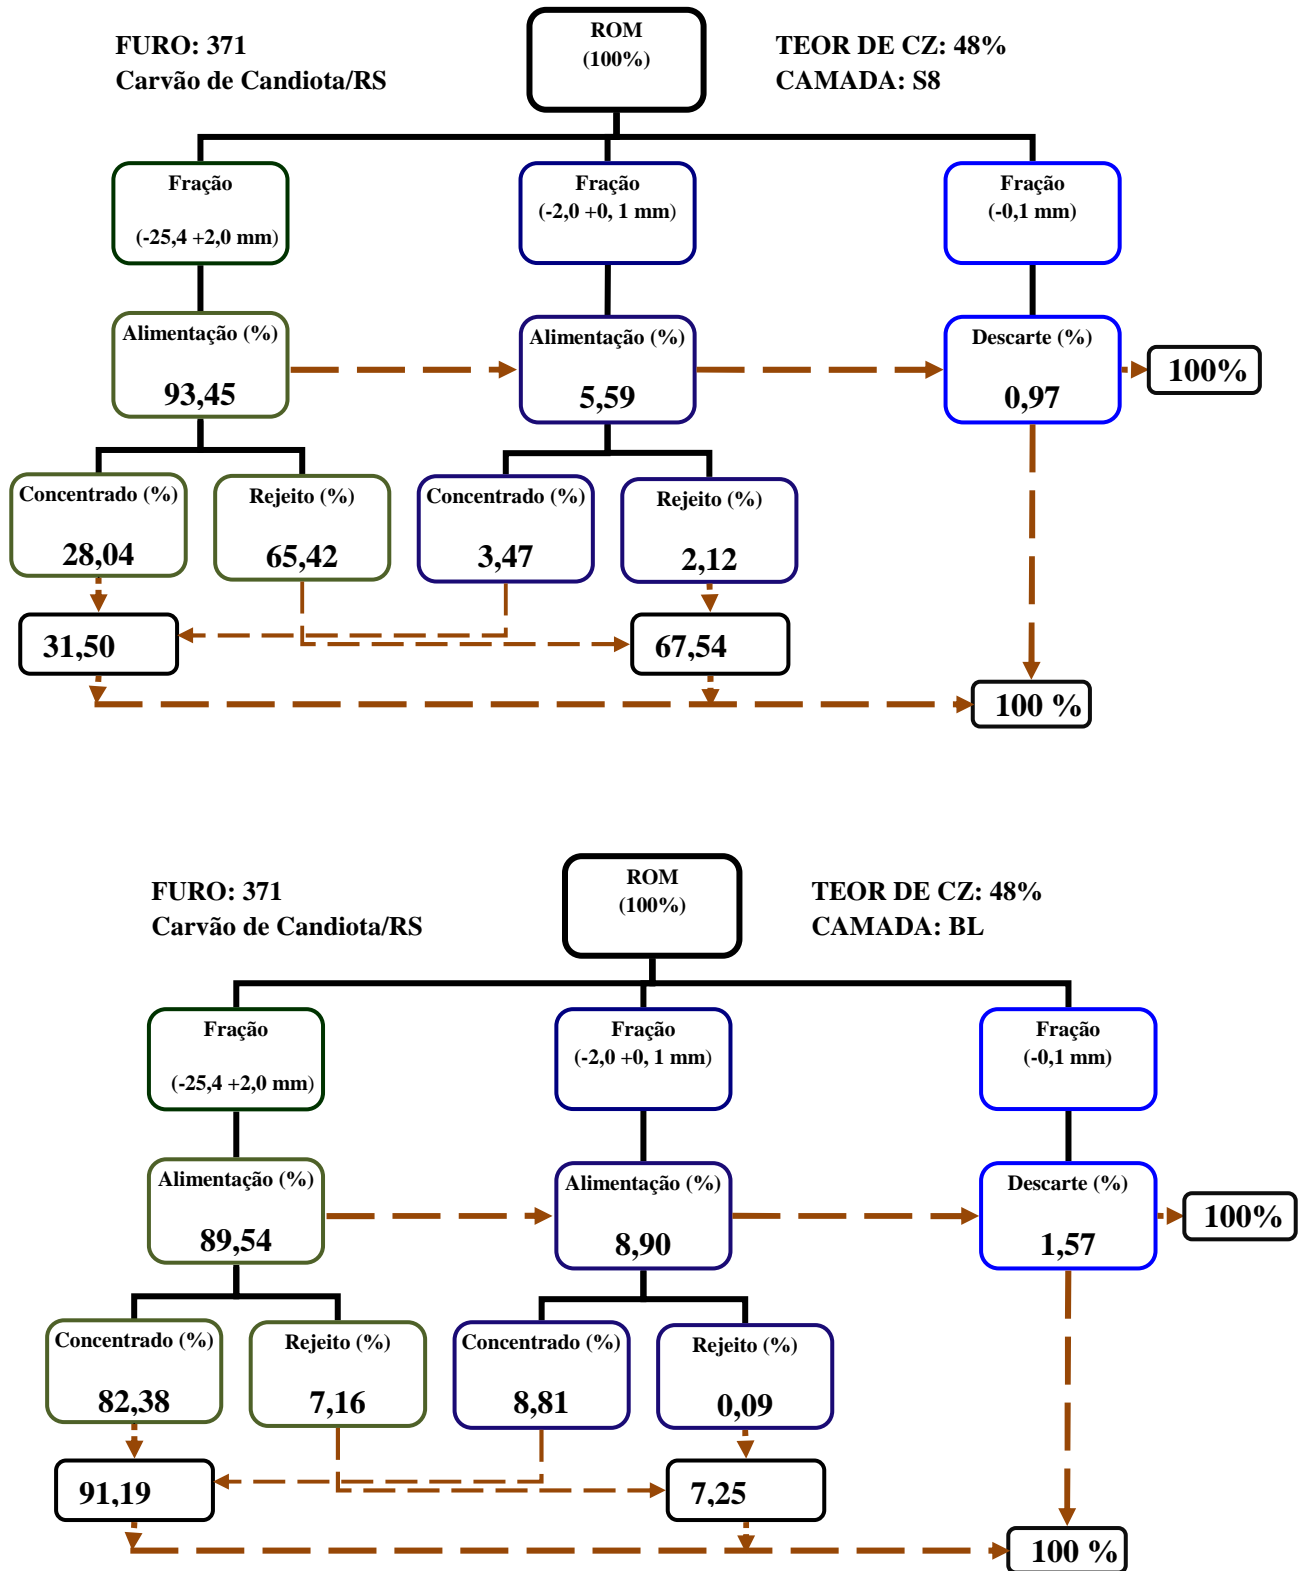 FURO: 371
Carvão de Candiota/RS
ROM
(100%)
TEOR DE CZ: 48%
CAMADA: S8
Fração
(-25,4 +2,0 mm)
Fração
(-2,0 +0, 1 mm)
Fração
(-0,1 mm)
Alimentação (%)
93,45
Alimentação (%)
5,59
Descarte (%)
0,97
100%
Concentrado (%)
28,04
Rejeito (%)
65,42
Concentrado (%)
3,47
Rejeito (%)
2,12
31,50
67,54
100 %
FURO: 371
Carvão de Candiota/RS
ROM
(100%)
TEOR DE CZ: 48%
CAMADA: BL
Fração
(-25,4 +2,0 mm)
Fração
(-2,0 +0, 1 mm)
Fração
(-0,1 mm)
Alimentação (%)
89,54
Alimentação (%)
8,90
Descarte (%)
1,57
100%
Concentrado (%)
82,38
Rejeito (%)
7,16
Concentrado (%)
8,81
Rejeito (%)
0,09
91,19
7,25
100 %